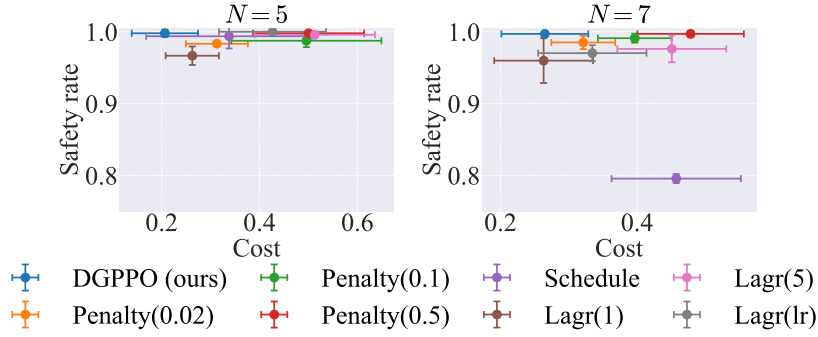 N = 5
N = 7
Safety rate
1.0
0.9
0.8
0.2
0.4
0.6
Cost
Safety rate
1.0
0.9
0.8
0.2
0.4
Cost
DGPPO (ours)
Penalty(0.1)
Schedule
Lagr(5)
Penalty(0.02)
Penalty(0.5)
Lagr(1)
Lagr(lr)